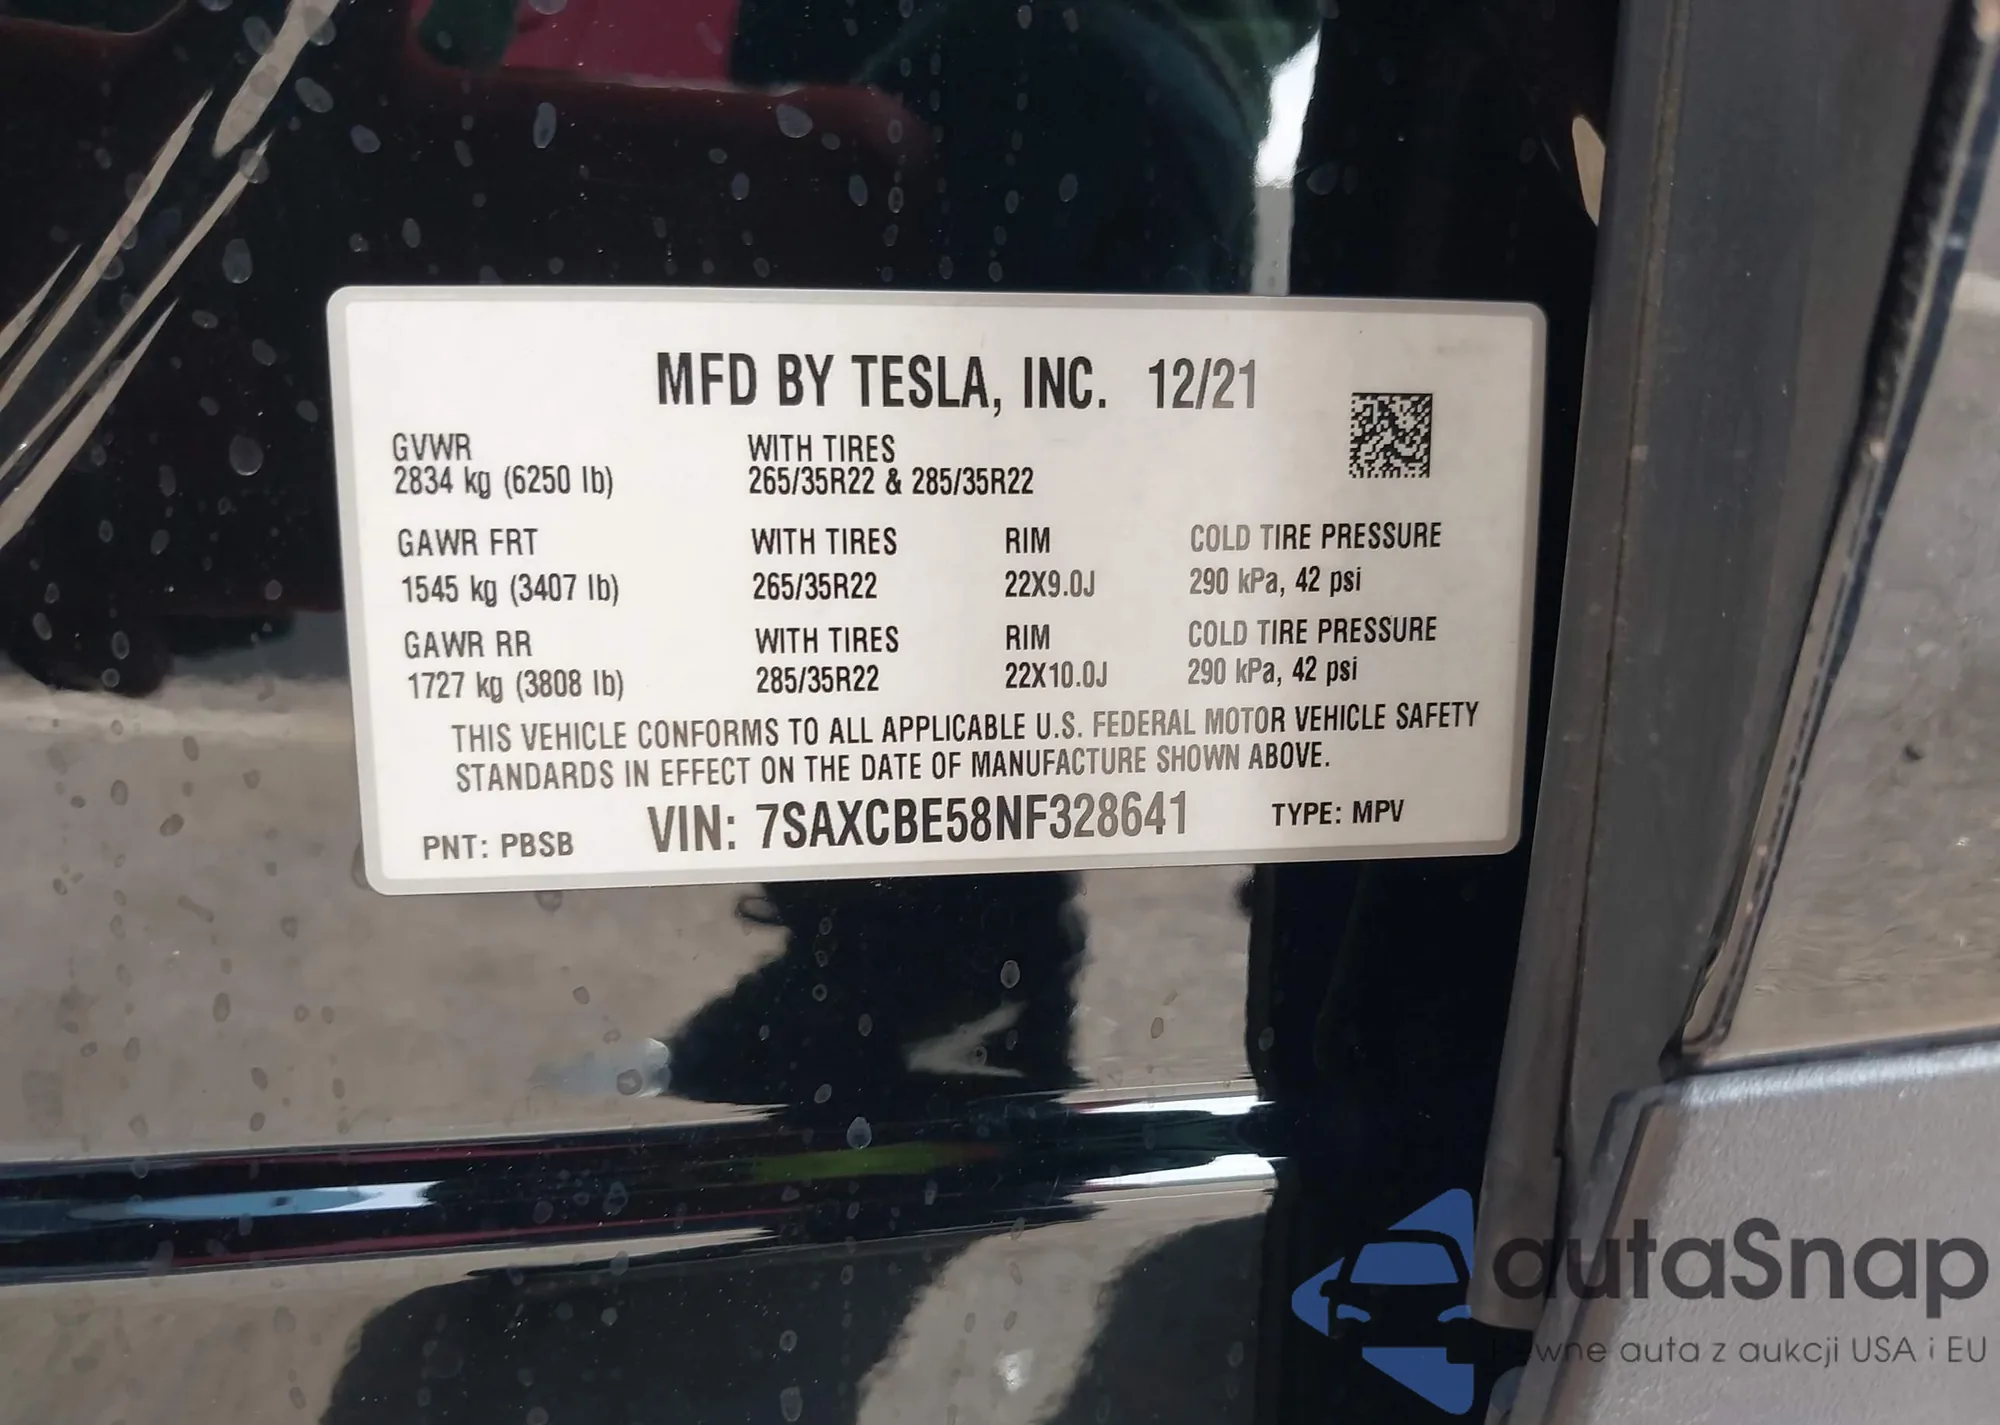 MFD BY TESLA, INC. 12/21
GVWR WITH TIRES
2834 kg (6250 lb) 265/35R22 & 285/35R22
GAWR FRT WITH TIRES RIM COLD TIRE PRESSURE
1545 kg (3407 lb) 265/35R22 22X9.0J 290 kPa, 42 psi
GAWR RR WITH TIRES RIM COLD TIRE PRESSURE
1727 kg (3808 lb) 285/35R22 22X10.0J 290 kPa, 42 psi
THIS VEHICLE CONFORMS TO ALL APPLICABLE U.S. FEDERAL MOTOR VEHICLE SAFETY
STANDARDS IN EFFECT ON THE DATE OF MANUFACTURE SHOWN ABOVE.
PNT: PBSB VIN: 7SAXCBE58NF328641 TYPE: MPV
autaSnap
auta z aukcji USA i EU